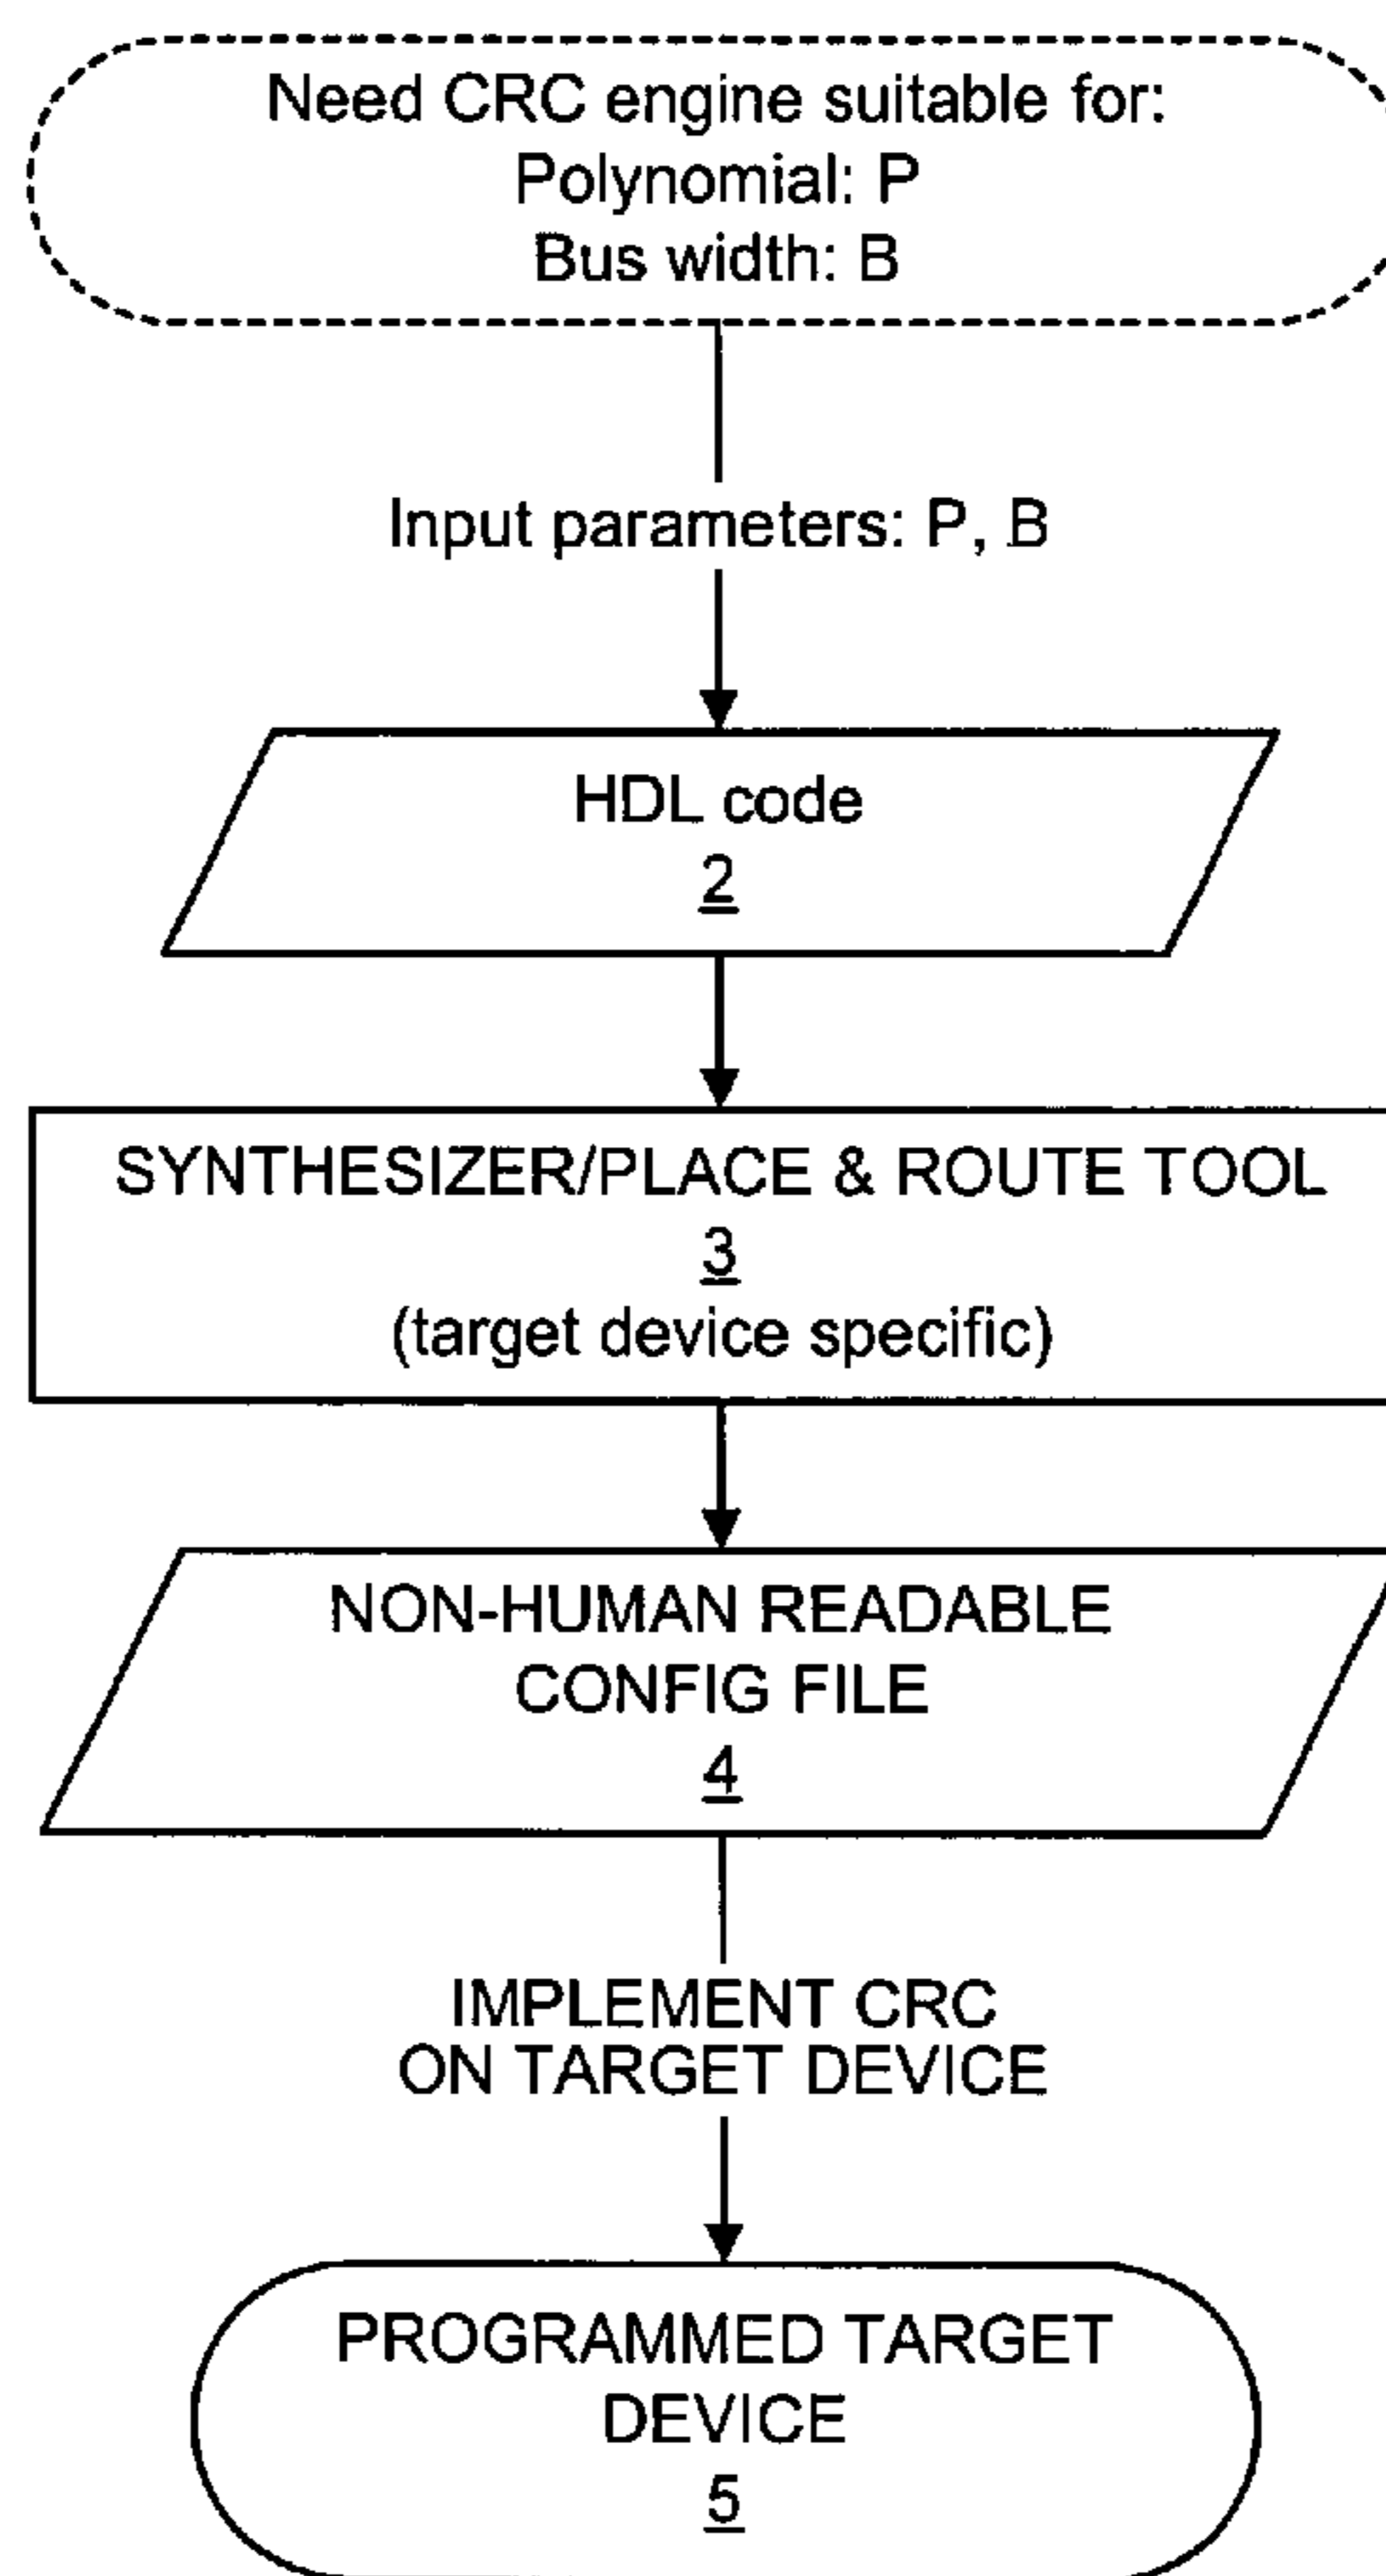 Need CRC engine suitable for:
Polynomial: P
Bus width: B
Input parameters: P, B
HDL code
2
SYNTHESIZER/PLACE & ROUTE TOOL
3
(target device specific)
NON-HUMAN READABLE
CONFIG FILE
4
IMPLEMENT CRC
ON TARGET DEVICE
PROGRAMMED TARGET
DEVICE
5